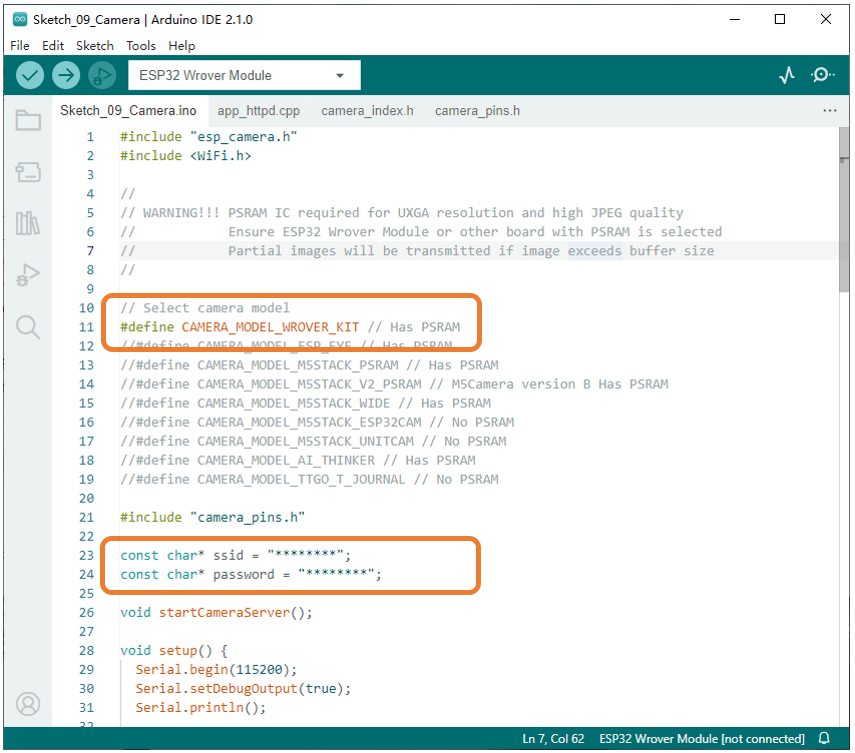 Sketch_09_Camera | Arduino IDE 2.1.0
File Edit Sketch Tools Help
ESP32 Wrover Module
Sketch_09_Camera.ino app_httpd.cpp camera_index.h camera_pins.h ...
1 #include "esp_camera.h"
2 #include <WiFi.h>
3
4 //
5 // WARNING!!! PSRAM IC required for UXGA resolution and high JPEG quality
6 // Ensure ESP32 Wrover Module or other board with PSRAM is selected
7 // Partial images will be transmitted if image exceeds buffer size
8 //
9
10 // Select camera model
11 #define CAMERA_MODEL_WROVER_KIT // Has PSRAM
12 //#define CAMERA_MODEL_ESP_EYE // Has PSRAM
13 //#define CAMERA_MODEL_M5STACK_PSRAM // Has PSRAM
14 //#define CAMERA_MODEL_M5STACK_V2_PSRAM // M5Camera version B Has PSRAM
15 //#define CAMERA_MODEL_M5STACK_WIDE // Has PSRAM
16 //#define CAMERA_MODEL_M5STACK_ESP32CAM // No PSRAM
17 //#define CAMERA_MODEL_M5STACK_UNITCAM // No PSRAM
18 //#define CAMERA_MODEL_AI_THINKER // Has PSRAM
19 //#define CAMERA_MODEL_TTGO_T_JOURNAL // No PSRAM
20
21 #include "camera_pins.h"
22
23 const char* ssid = "********";
24 const char* password = "********";
25
26 void startCameraServer();
27
28 void setup() {
29 Serial.begin(115200);
30 Serial.setDebugOutput(true);
31 Serial.println();
32
Ln 7, Col 62 ESP32 Wrover Module [not connected]